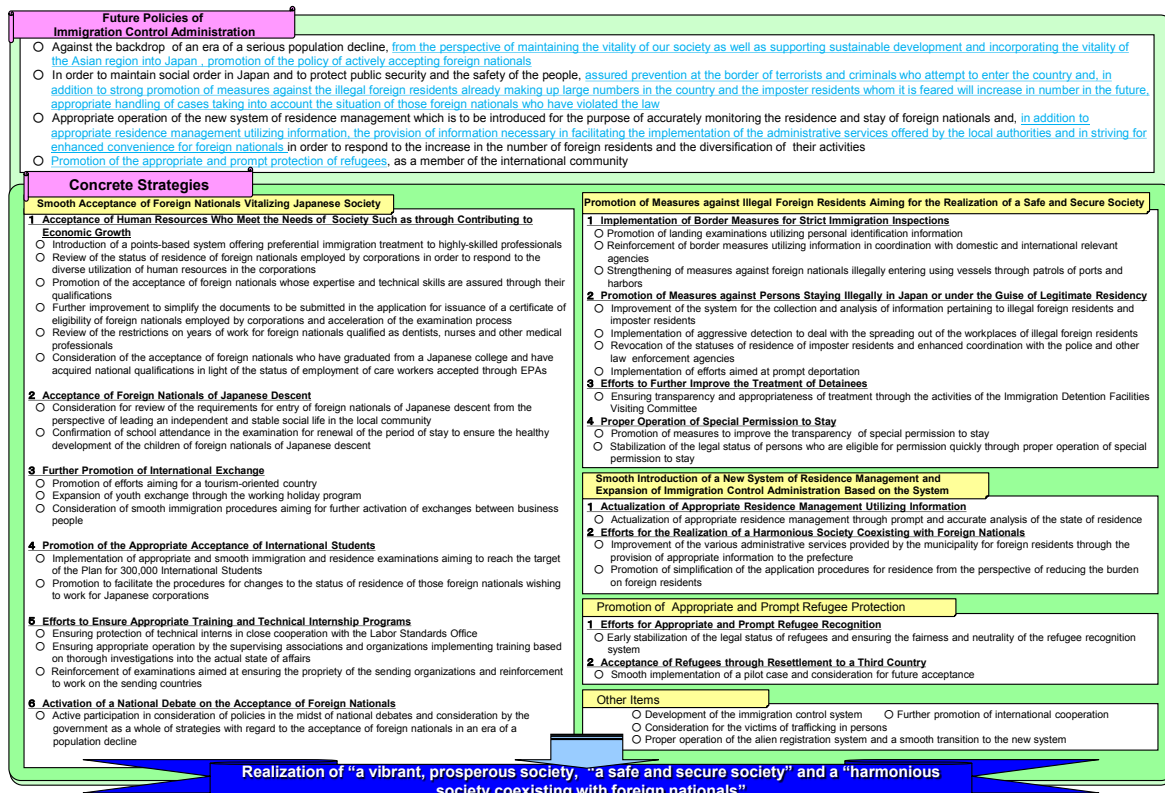 Future Policies of
Immigration Control Administration
○ Against the backdrop of an era of a serious population decline, from the perspective of maintaining the vitality of our society as well as supporting sustainable development and incorporating the vitality of
the Asian region into Japan , promotion of the policy of actively accepting foreign nationals
○ In order to maintain social order in Japan and to protect public security and the safety of the people, assured prevention at the border of terrorists and criminals who attempt to enter the country and, in
addition to strong promotion of measures against the illegal foreign residents already making up large numbers in the country and the imposter residents whom it is feared will increase in number in the future,
appropriate handling of cases taking into account the situation of those foreign nationals who have violated the law
○ Appropriate operation of the new system of residence management which is to be introduced for the purpose of accurately monitoring the residence and stay of foreign nationals and, in addition to
appropriate residence management utilizing information, the provision of information necessary in facilitating the implementation of the administrative services offered by the local authorities and in striving for
enhanced convenience for foreign nationals in order to respond to the increase in the number of foreign residents and the diversification of their activities
○ Promotion of the appropriate and prompt protection of refugees, as a member of the international community
Concrete Strategies
Smooth Acceptance of Foreign Nationals Vitalizing Japanese Society
1 Acceptance of Human Resources Who Meet the Needs of Society Such as through Contributing to
Economic Growth
○ Introduction of a points-based system offering preferential immigration treatment to highly-skilled professionals
○ Review of the status of residence of foreign nationals employed by corporations in order to respond to the
diverse utilization of human resources in the corporations
○ Promotion of the acceptance of foreign nationals whose expertise and technical skills are assured through their
qualifications
○ Further improvement to simplify the documents to be submitted in the application for issuance of a certificate of
eligibility of foreign nationals employed by corporations and acceleration of the examination process
○ Review of the restrictions on years of work for foreign nationals qualified as dentists, nurses and other medical
professionals
○ Consideration of the acceptance of foreign nationals who have graduated from a Japanese college and have
acquired national qualifications in light of the status of employment of care workers accepted through EPAs
2 Acceptance of Foreign Nationals of Japanese Descent
○ Consideration for review of the requirements for entry of foreign nationals of Japanese descent from the
perspective of leading an independent and stable social life in the local community
○ Confirmation of school attendance in the examination for renewal of the period of stay to ensure the healthy
development of the children of foreign nationals of Japanese descent
3 Further Promotion of International Exchange
○ Promotion of efforts aiming for a tourism-oriented country
○ Expansion of youth exchange through the working holiday program
○ Consideration of smooth immigration procedures aiming for further activation of exchanges between business
people
4 Promotion of the Appropriate Acceptance of International Students
○ Implementation of appropriate and smooth immigration and residence examinations aiming to reach the target
of the Plan for 300,000 International Students
○ Promotion to facilitate the procedures for changes to the status of residence of those foreign nationals wishing
to work for Japanese corporations
5 Efforts to Ensure Appropriate Training and Technical Internship Programs
○ Ensuring protection of technical interns in close cooperation with the Labor Standards Office
○ Ensuring appropriate operation by the supervising associations and organizations implementing training based
on thorough investigations into the actual state of affairs
○ Reinforcement of examinations aimed at ensuring the propriety of the sending organizations and reinforcement
to work on the sending countries
6 Activation of a National Debate on the Acceptance of Foreign Nationals
○ Active participation in consideration of policies in the midst of national debates and consideration by the
government as a whole of strategies with regard to the acceptance of foreign nationals in an era of a
population decline
Promotion of Measures against Illegal Foreign Residents Aiming for the Realization of a Safe and Secure Society
1 Implementation of Border Measures for Strict Immigration Inspections
○ Promotion of landing examinations utilizing personal identification information
○ Reinforcement of border measures utilizing information in coordination with domestic and international relevant
agencies
○ Strengthening of measures against foreign nationals illegally entering using vessels through patrols of ports and
harbors
2 Promotion of Measures against Persons Staying Illegally in Japan or under the Guise of Legitimate Residency
○ Improvement of the system for the collection and analysis of information pertaining to illegal foreign residents and
imposter residents
○ Implementation of aggressive detection to deal with the spreading out of the workplaces of illegal foreign residents
○ Revocation of the statuses of residence of imposter residents and enhanced coordination with the police and other
law enforcement agencies
○ Implementation of efforts aimed at prompt deportation
3 Efforts to Further Improve the Treatment of Detainees
○ Ensuring transparency and appropriateness of treatment through the activities of the Immigration Detention Facilities
Visiting Committee
4 Proper Operation of Special Permission to Stay
○ Promotion of measures to improve the transparency of special permission to stay
○ Stabilization of the legal status of persons who are eligible for permission quickly through proper operation of special
permission to stay
Smooth Introduction of a New System of Residence Management and
Expansion of Immigration Control Administration Based on the System
1 Actualization of Appropriate Residence Management Utilizing Information
○ Actualization of appropriate residence management through prompt and accurate analysis of the state of residence
2 Efforts for the Realization of a Harmonious Society Coexisting with Foreign Nationals
○ Improvement of the various administrative services provided by the municipality for foreign residents through the
provision of appropriate information to the prefecture
○ Promotion of simplification of the application procedures for residence from the perspective of reducing the burden
on foreign residents
Promotion of Appropriate and Prompt Refugee Protection
1 Efforts for Appropriate and Prompt Refugee Recognition
○ Early stabilization of the legal status of refugees and ensuring the fairness and neutrality of the refugee recognition
system
2 Acceptance of Refugees through Resettlement to a Third Country
○ Smooth implementation of a pilot case and consideration for future acceptance
Other Items
○ Development of the immigration control system ○ Further promotion of international cooperation
○ Consideration for the victims of trafficking in persons
○ Proper operation of the alien registration system and a smooth transition to the new system
Realization of “a vibrant, prosperous society, “a safe and secure society” and a “harmonious
society coexisting with foreign nationals”